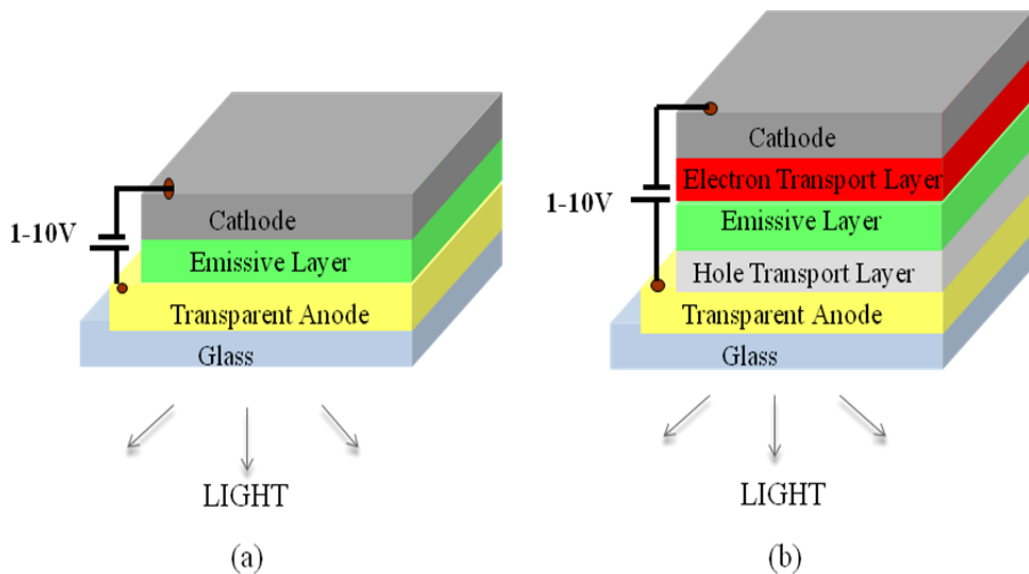 1-10V
Cathode
Emissive Layer
Transparent Anode
Glass
LIGHT
(a)
1-10V
Cathode
Electron Transport Layer
Emissive Layer
Hole Transport Layer
Transparent Anode
Glass
LIGHT
(b)